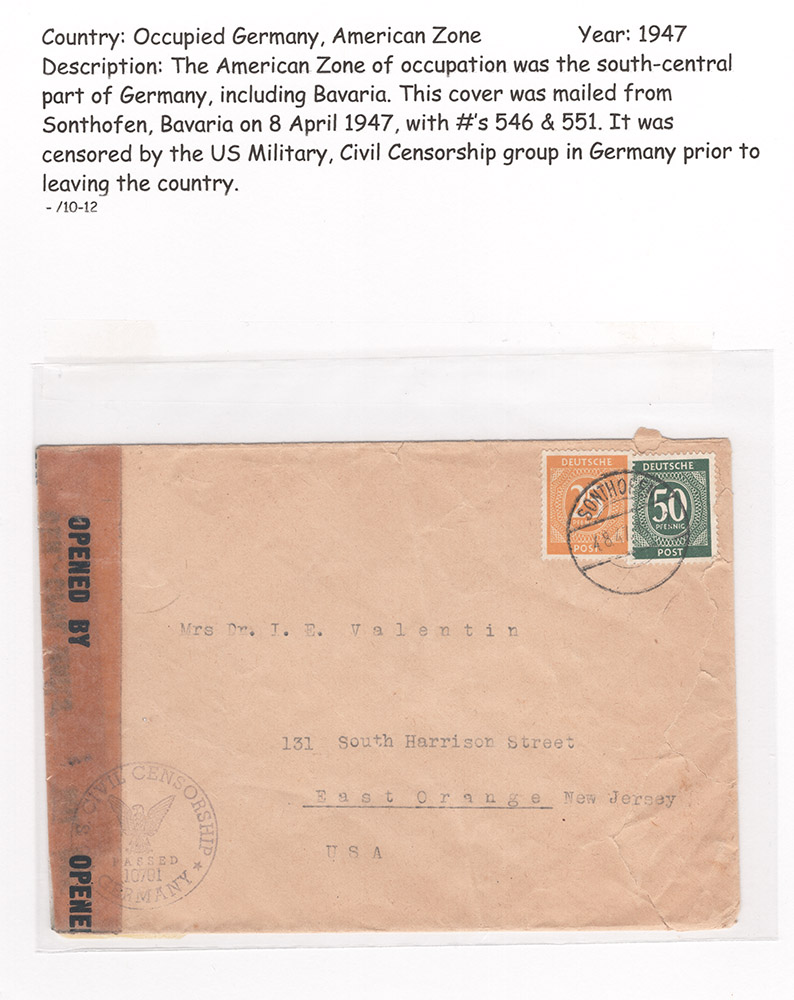 Country: Occupied Germany, American Zone Year: 1947
Description: The American Zone of occupation was the south-central
part of Germany, including Bavaria. This cover was mailed from
Sonthofen, Bavaria on 8 April 1947, with #'s 546 & 551. It was
censored by the US Military, Civil Censorship group in Germany prior to
leaving the country.
- /10-12
DEUTSCHE
PFENNIG
POST
DEUTSCHE
50
PFENNIG
POST
OPENED BY
Mrs Dr. I. E. Valentin
131 South Harrison Street
East Orange New Jersey
USA
CIVIL CENSORSHIP
PASSED
10701
GERMANY
OPENE